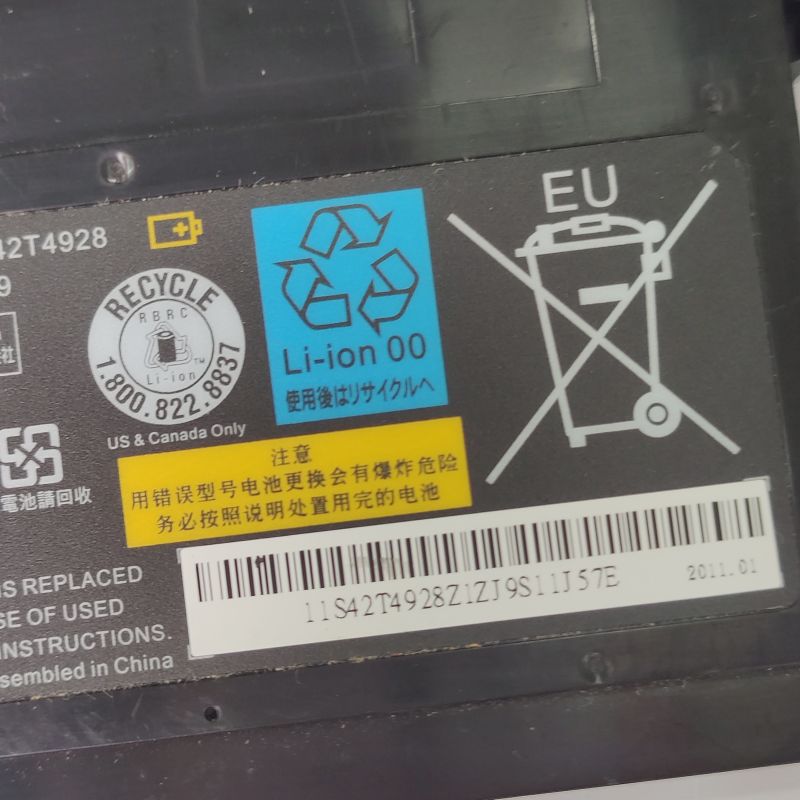 EU
42T4928
9
RECYCLE
RBRC
Li-ion
TM
1.800.822.8837
US & Canada Only
Li-ion 00
使用後はリサイクルへ
電池請回收
注意
用错误型号电池更换会有爆炸危险
务必按照说明处置用完的电池
IS REPLACED
SE OF USED
INSTRUCTIONS.
sembled in China
11S42T4928Z1ZJ9S11J57E
2011.01